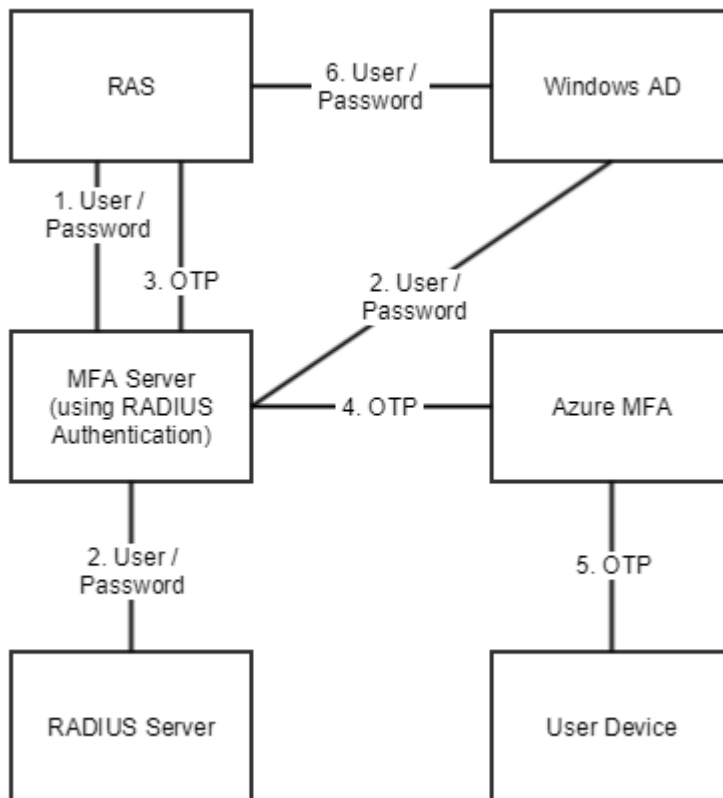 RAS
6. User /
Password
Windows AD
1. User /
Password
3. OTP
2. User /
Password
MFA Server
(using RADIUS
Authentication)
4. OTP
Azure MFA
2. User /
Password
5. OTP
RADIUS Server
User Device